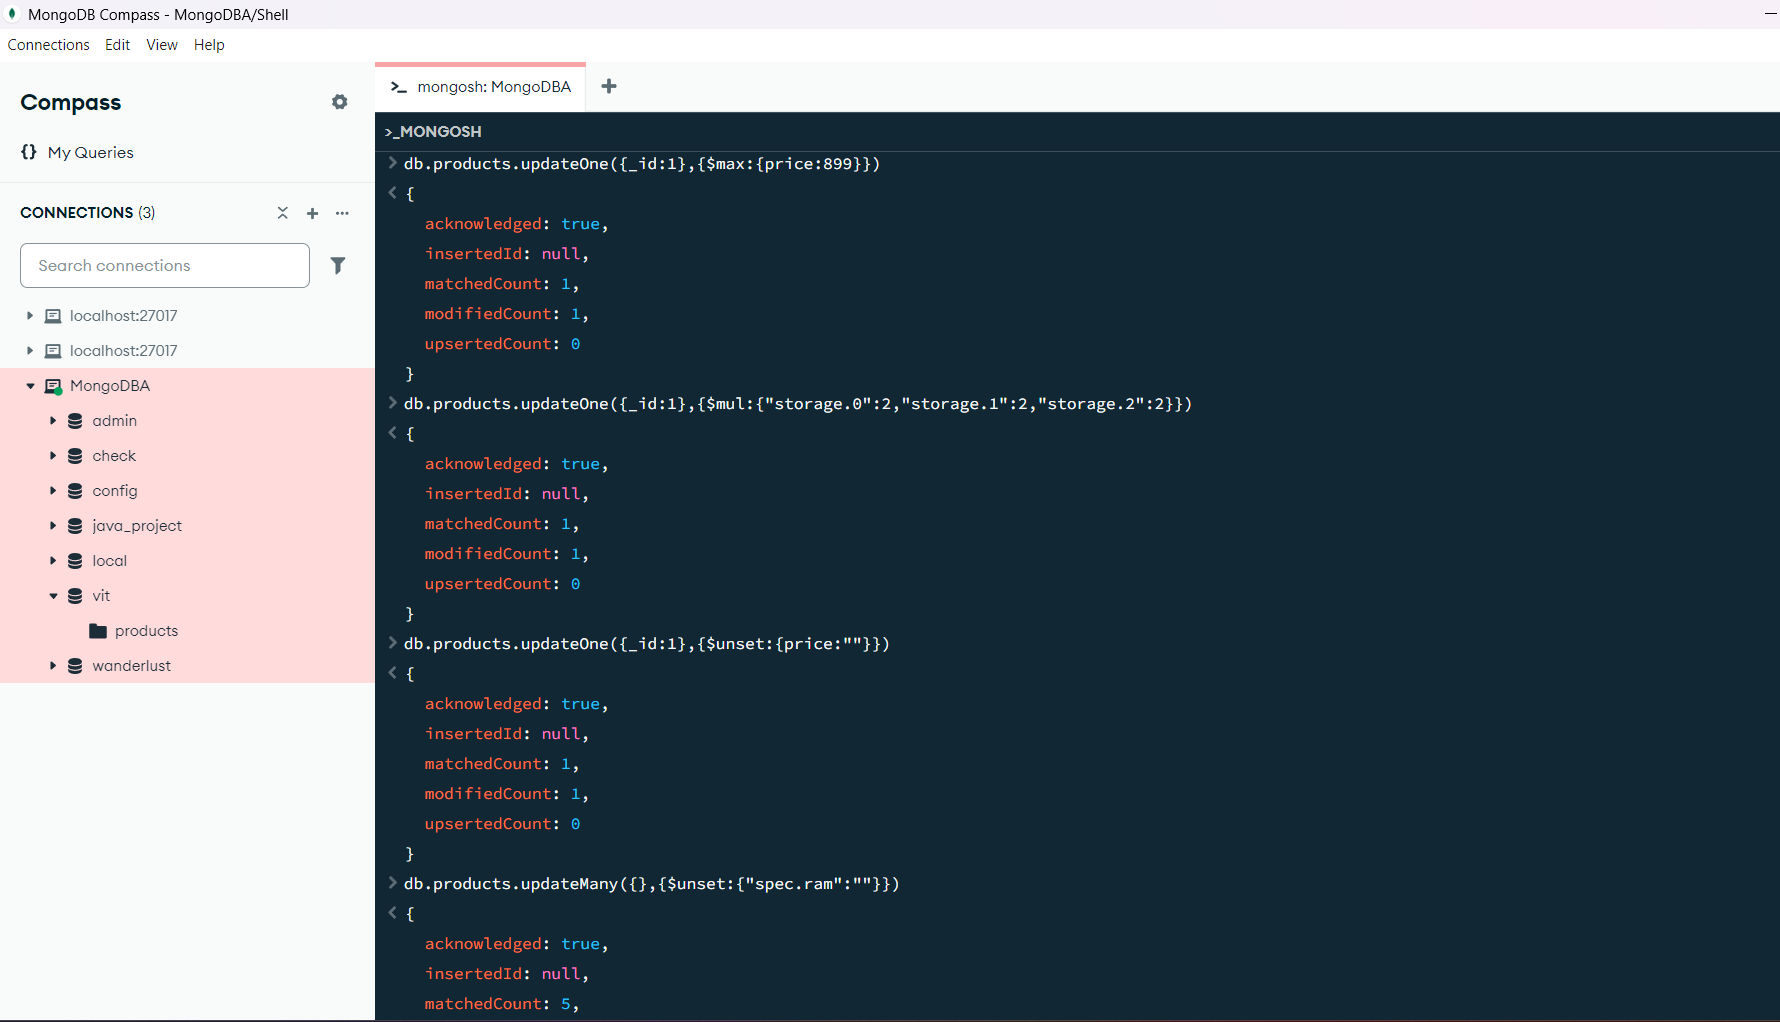 MongoDB Compass - MongoDBA/Shell
Connections Edit View Help
Compass
{} My Queries
CONNECTIONS (3)
Search connections
localhost:27017
localhost:27017
MongoDBA
admin
check
config
java_project
local
vit
products
wanderlust
>_ mongosh: MongoDBA +
>_MONGOSH
> db.products.updateOne({_id:1},{$max:{price:899}})
< {
acknowledged: true,
insertedId: null,
matchedCount: 1,
modifiedCount: 1,
upsertedCount: 0
}
> db.products.updateOne({_id:1},{$mul:{"storage.0":2,"storage.1":2,"storage.2":2}})
< {
acknowledged: true,
insertedId: null,
matchedCount: 1,
modifiedCount: 1,
upsertedCount: 0
}
> db.products.updateOne({_id:1},{$unset:{price:""}})
< {
acknowledged: true,
insertedId: null,
matchedCount: 1,
modifiedCount: 1,
upsertedCount: 0
}
> db.products.updateMany({},{$unset:{"spec.ram":""}})
< {
acknowledged: true,
insertedId: null,
matchedCount: 5,